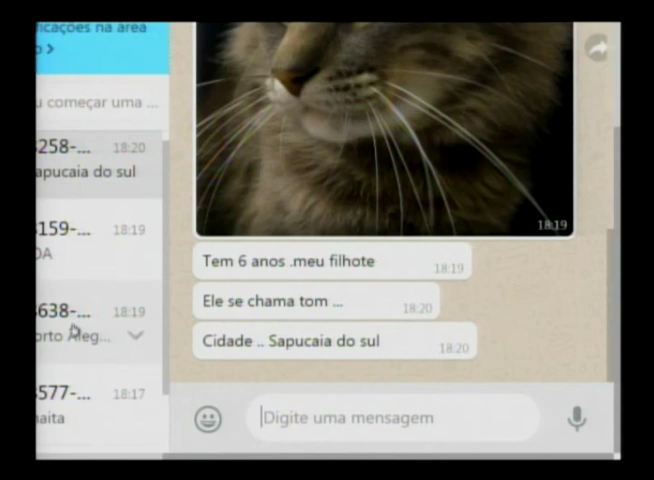 icações na área
o >
u começar uma ...
258-... 18:20
apucaia do sul
159-... 18:19
OA
638-... 18:19
orto Aleg...
577-... 18:17
naita
18:19
Tem 6 anos .meu filhote 18:19
Ele se chama tom ... 18:20
Cidade .. Sapucaia do sul 18:20
Digite uma mensagem